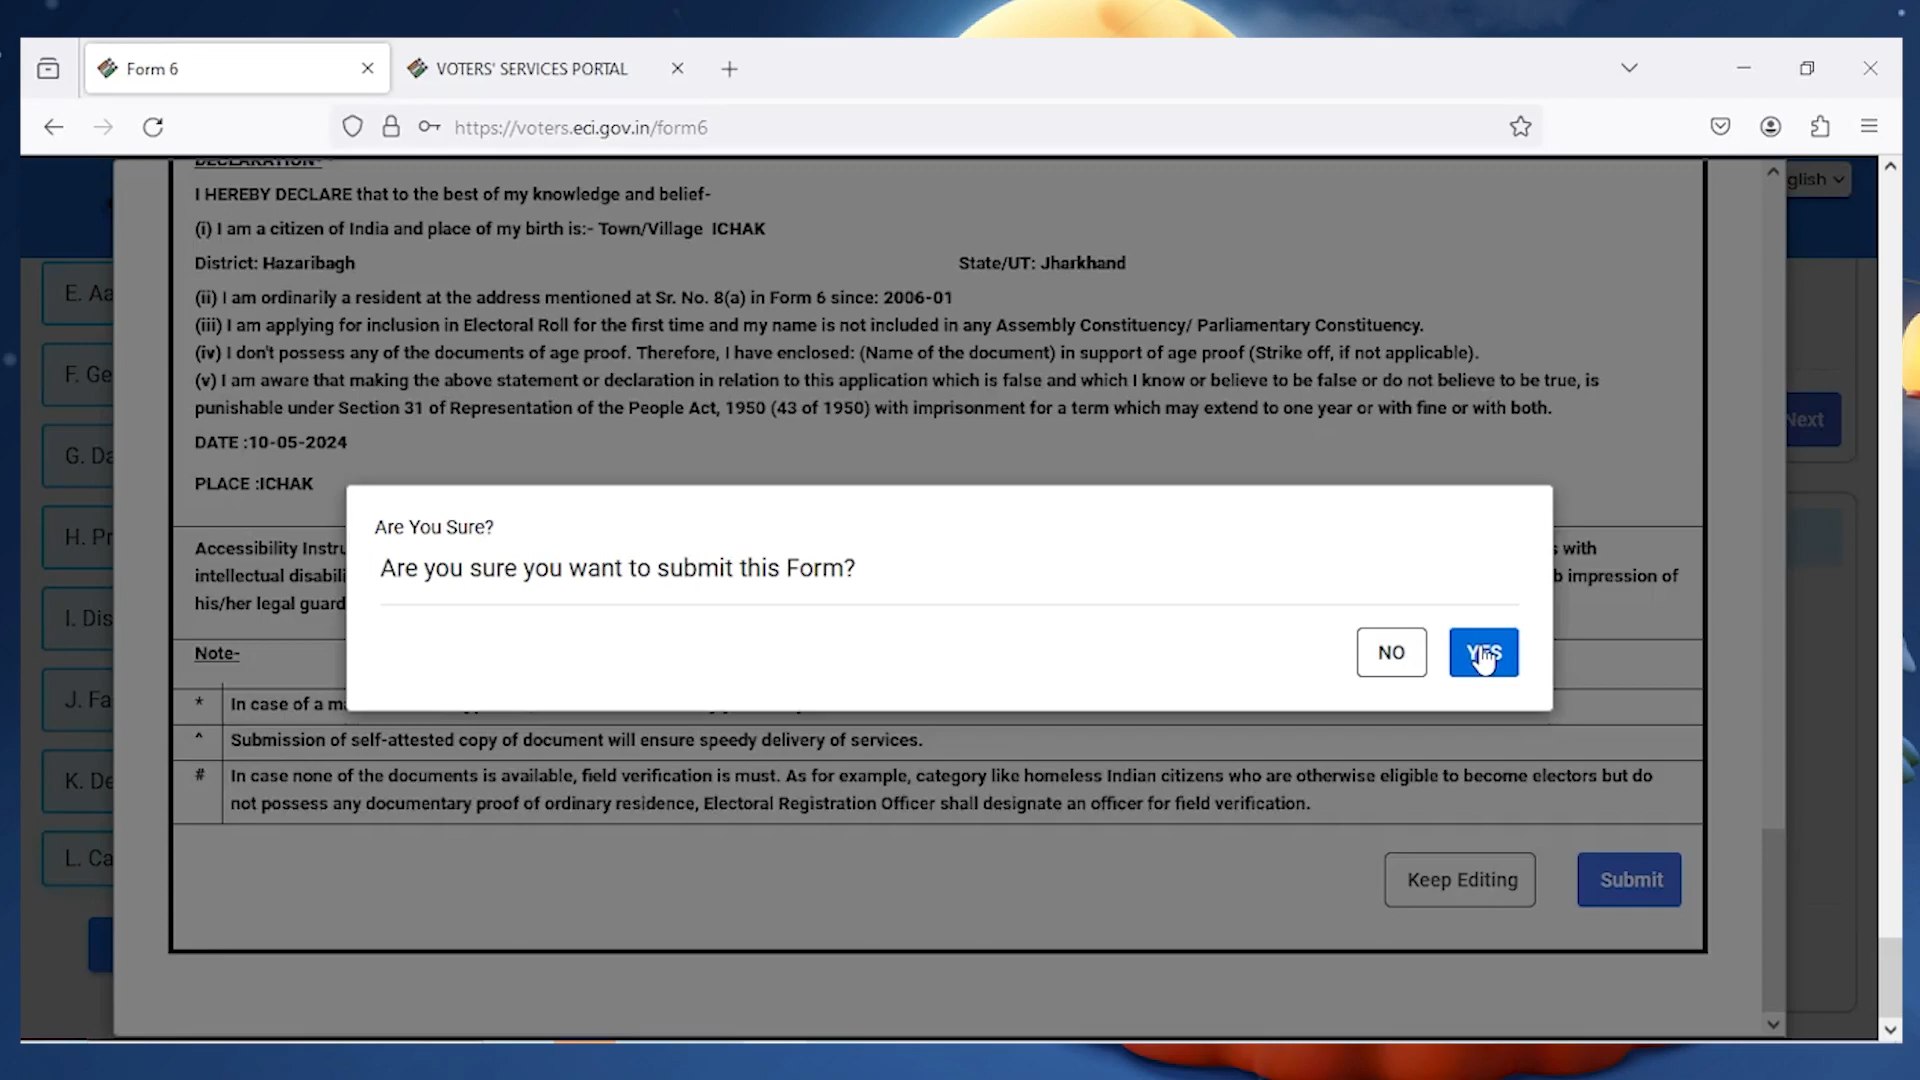 Form 6
VOTERS' SERVICES PORTAL
https://voters.eci.gov.in/form6
glish
DECLARATION-
I HEREBY DECLARE that to the best of my knowledge and belief-
(i) I am a citizen of India and place of my birth is:- Town/Village ICHAK
District: Hazaribagh State/UT: Jharkhand
(ii) I am ordinarily a resident at the address mentioned at Sr. No. 8(a) in Form 6 since: 2006-01
(iii) I am applying for inclusion in Electoral Roll for the first time and my name is not included in any Assembly Constituency/ Parliamentary Constituency.
(iv) I don't possess any of the documents of age proof. Therefore, I have enclosed: (Name of the document) in support of age proof (Strike off, if not applicable).
(v) I am aware that making the above statement or declaration in relation to this application which is false and which I know or believe to be false or do not believe to be true, is
punishable under Section 31 of Representation of the People Act, 1950 (43 of 1950) with imprisonment for a term which may extend to one year or with fine or with both.
DATE :10-05-2024
PLACE :ICHAK
E. Aa
F. Ge
G. Da
H. Pr
I. Dis
J. Fa
K. De
L. Ca
Next
Are You Sure?
Are you sure you want to submit this Form?
NO
YES
Accessibility Instru s with
intellectual disabili b impression of
his/her legal guard
Note-
* In case of a m
^ Submission of self-attested copy of document will ensure speedy delivery of services.
# In case none of the documents is available, field verification is must. As for example, category like homeless Indian citizens who are otherwise eligible to become electors but do
not possess any documentary proof of ordinary residence, Electoral Registration Officer shall designate an officer for field verification.
Keep Editing
Submit